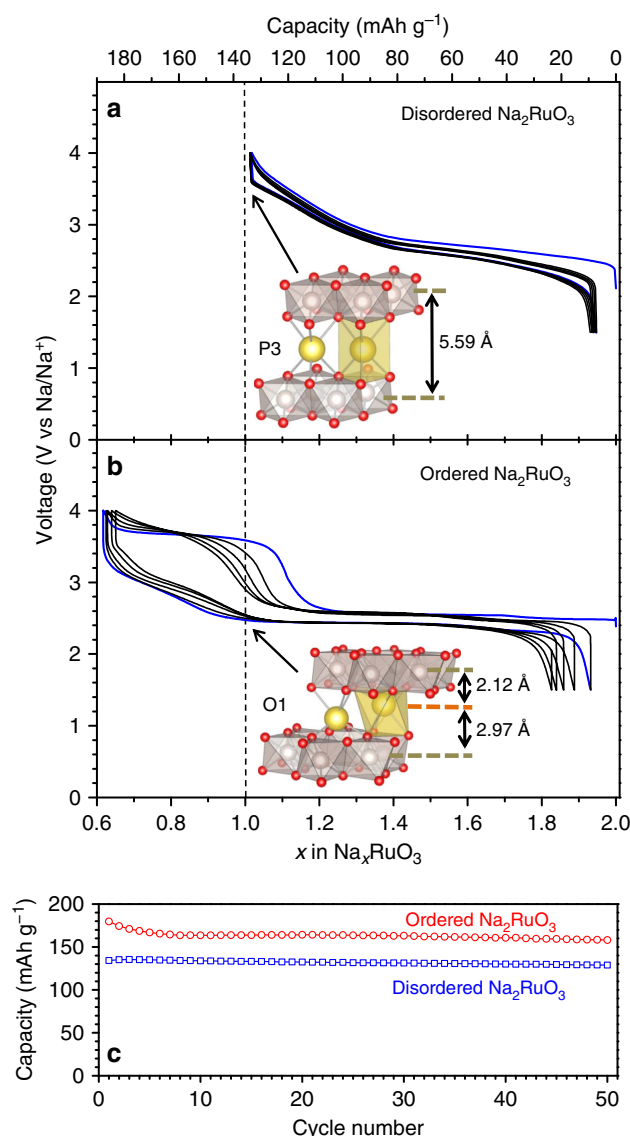 Capacity (mAh g⁻¹)
180 160 140 120 100 80 60 40 20 0
a
Disordered Na₂RuO₃
4
3
2
1
0
P3
5.59 Å
Voltage (V vs Na/Na⁺)
b
Ordered Na₂RuO₃
4
3
2
1
0
O1
2.12 Å
2.97 Å
0.6 0.8 1.0 1.2 1.4 1.6 1.8 2.0
x in NaₓRuO₃
Capacity (mAh g⁻¹)
200
150
100
50
0
Ordered Na₂RuO₃
Disordered Na₂RuO₃
c
0 10 20 30 40 50
Cycle number